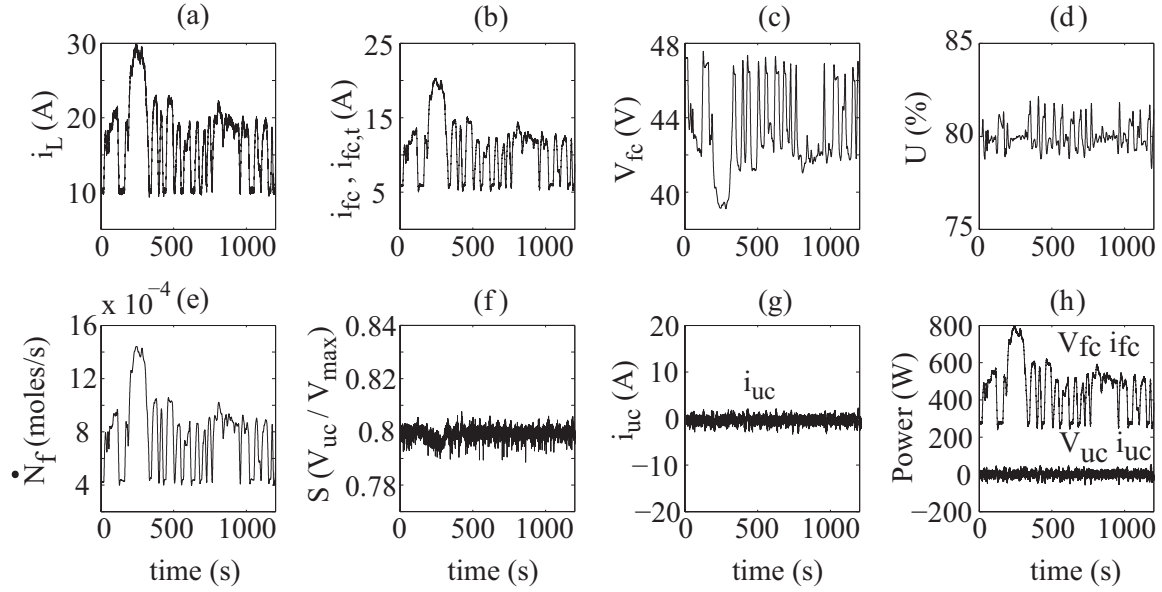 (a)
30
20
10
i_L (A)
0 500 1000
(b)
25
15
5
i_fc , i_fc,t (A)
0 500 1000
(c)
48
44
40
V_fc (V)
0 500 1000
(d)
85
80
75
U (%)
0 500 1000
x 10⁻⁴ (e)
16
12
8
4
Ṅ_f (moles/s)
0 500 1000
time (s)
(f)
0.84
0.82
0.8
0.78
S (V_uc / V_max)
0 500 1000
time (s)
(g)
20
10
0
−10
−20
i_uc (A)
i_uc
0 500 1000
time (s)
(h)
800
600
400
200
0
−200
Power (W)
V_fc i_fc
V_uc i_uc
0 500 1000
time (s)